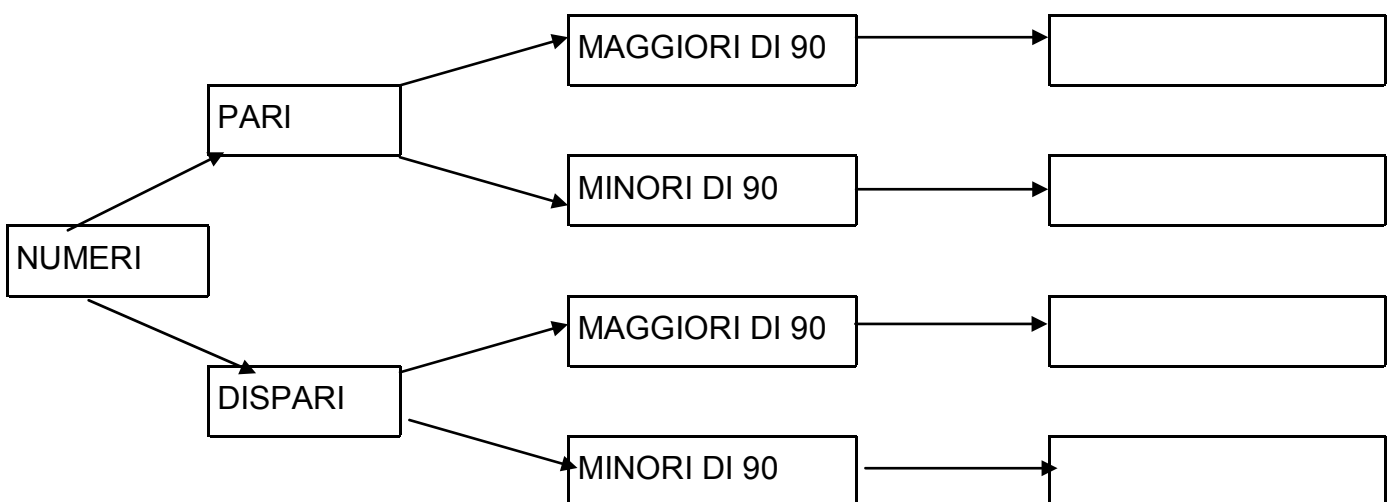 MAGGIORI DI 90
PARI
MINORI DI 90
NUMERI
MAGGIORI DI 90
DISPARI
MINORI DI 90